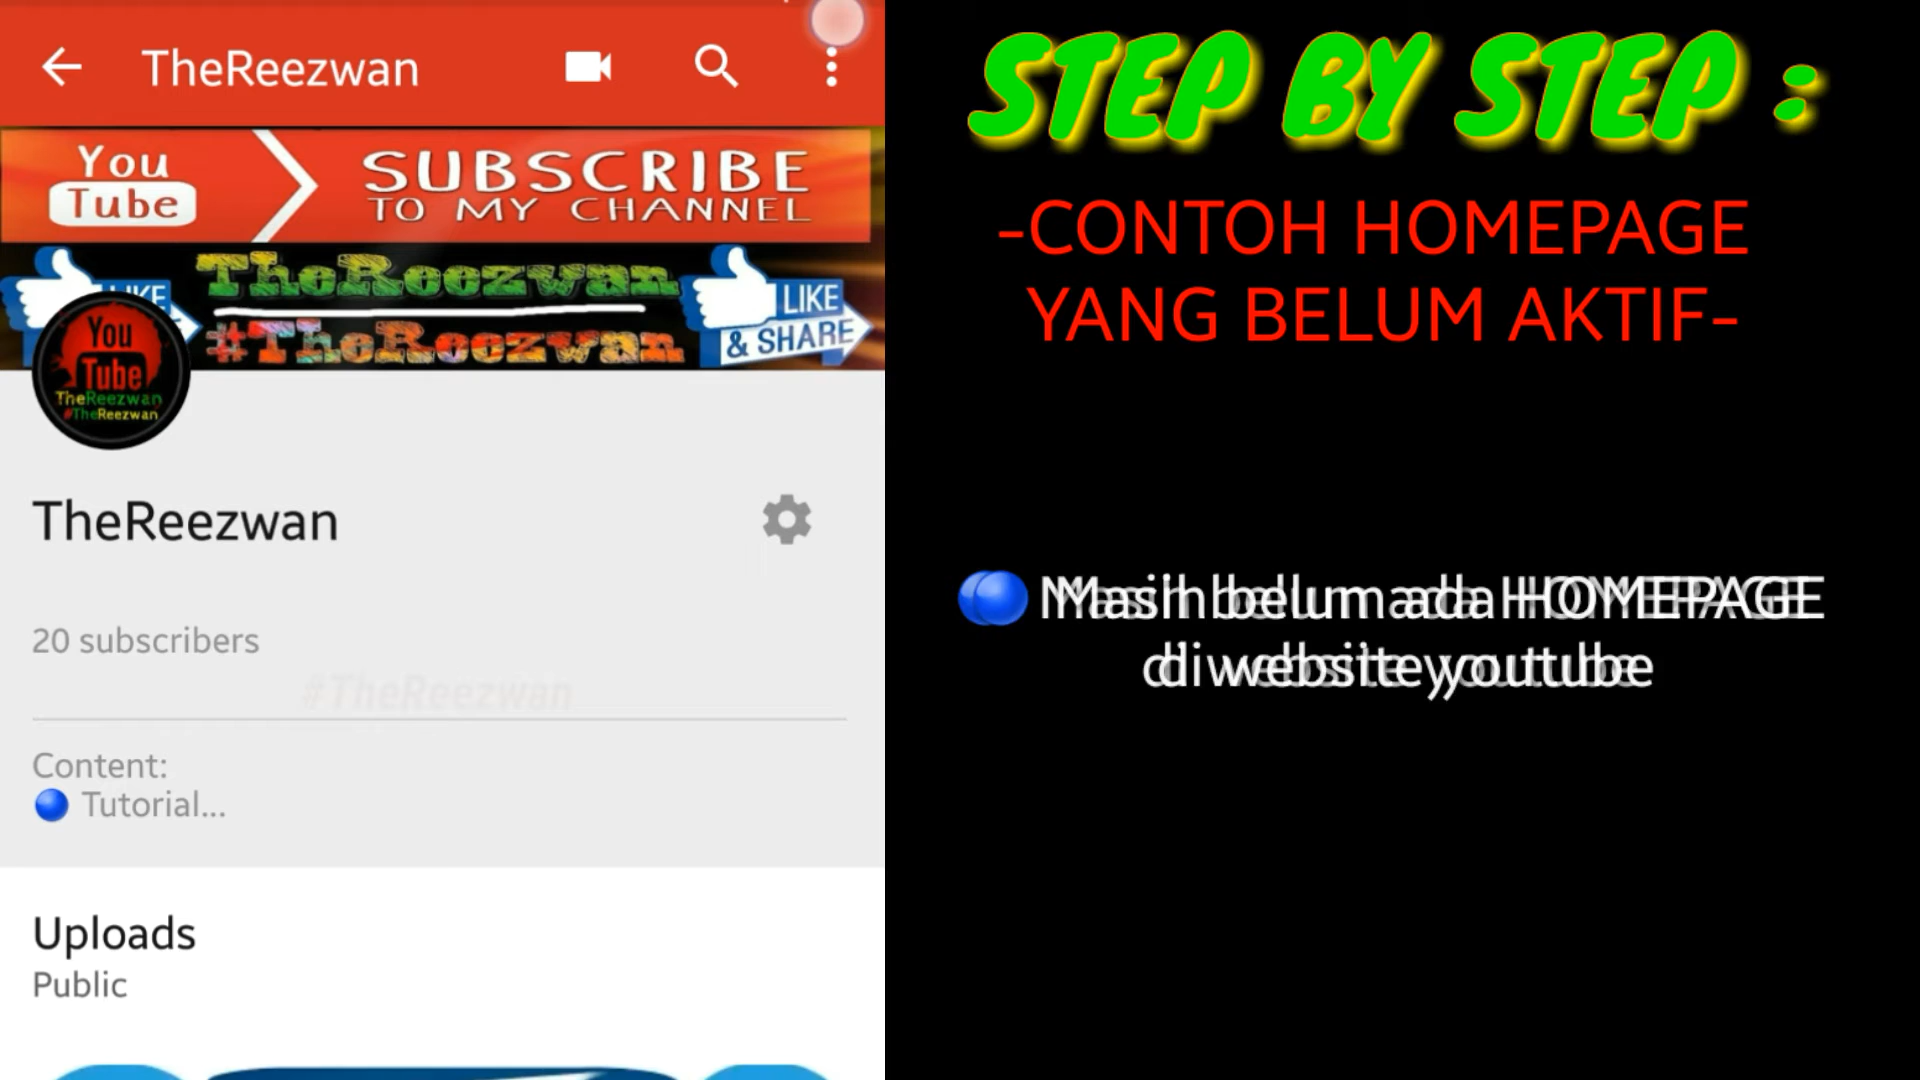 TheReezwan
You
Tube
SUBSCRIBE
TO MY CHANNEL
TheReezwan
#TheReezwan
LIKE
LIKE
& SHARE
You
Tube
TheReezwan
#TheReezwan
TheReezwan
20 subscribers
#TheReezwan
Content:
🔵 Tutorial...
Uploads
Public
STEP BY STEP :
-CONTOH HOMEPAGE
YANG BELUM AKTIF-
🔵 Masih belum ada HOMEPAGE
di website youtube